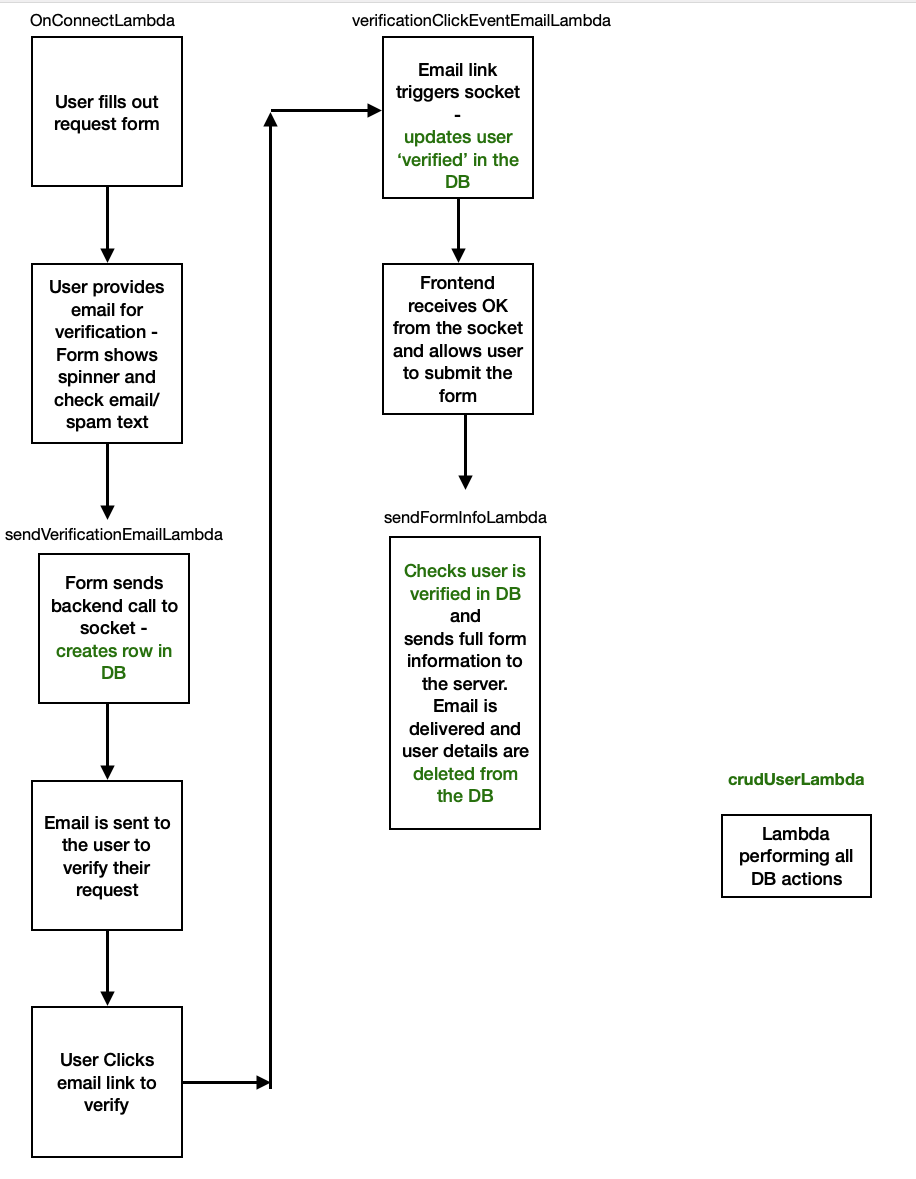 OnConnectLambda
User fills out
request form
User provides
email for
verification -
Form shows
spinner and
check email/
spam text
sendVerificationEmailLambda
Form sends
backend call to
socket -
creates row in
DB
Email is sent to
the user to
verify their
request
User Clicks
email link to
verify
verificationClickEventEmailLambda
Email link
triggers socket
-
updates user
‘verified’ in the
DB
Frontend
receives OK
from the socket
and allows user
to submit the
form
sendFormInfoLambda
Checks user is
verified in DB
and
sends full form
information to
the server.
Email is
delivered and
user details are
deleted from
the DB
crudUserLambda
Lambda
performing all
DB actions